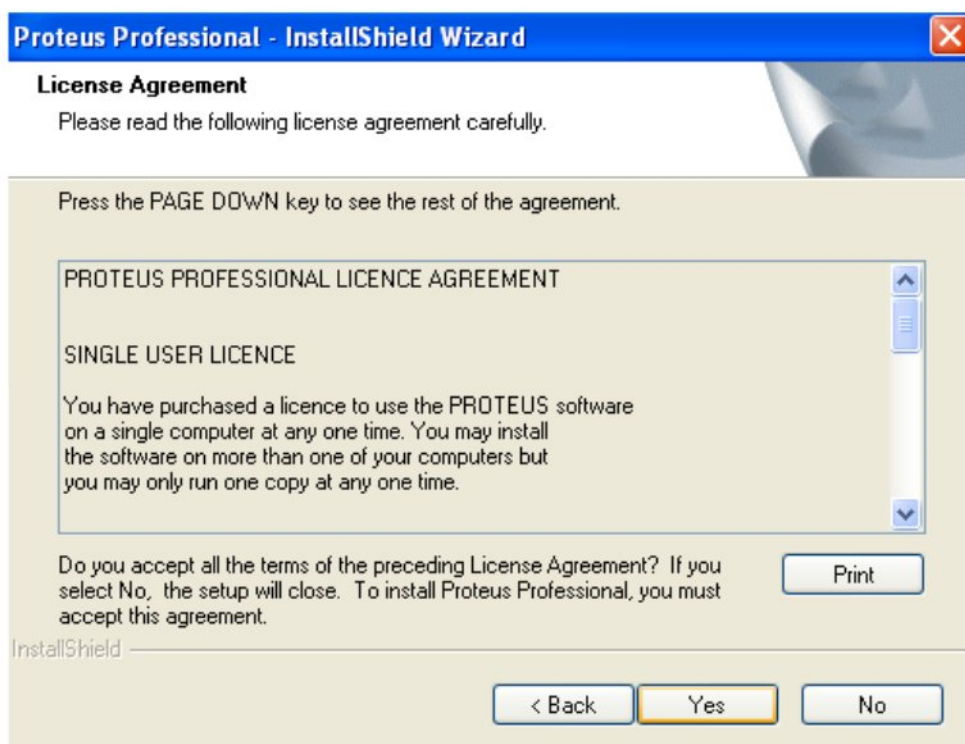 Proteus Professional - InstallShield Wizard
License Agreement
Please read the following license agreement carefully.
Press the PAGE DOWN key to see the rest of the agreement.
PROTEUS PROFESSIONAL LICENCE AGREEMENT
SINGLE USER LICENCE
You have purchased a licence to use the PROTEUS software
on a single computer at any one time. You may install
the software on more than one of your computers but
you may only run one copy at any one time.
Do you accept all the terms of the preceding License Agreement? If you
select No, the setup will close. To install Proteus Professional, you must
accept this agreement.
Print
InstallShield
< Back
Yes
No